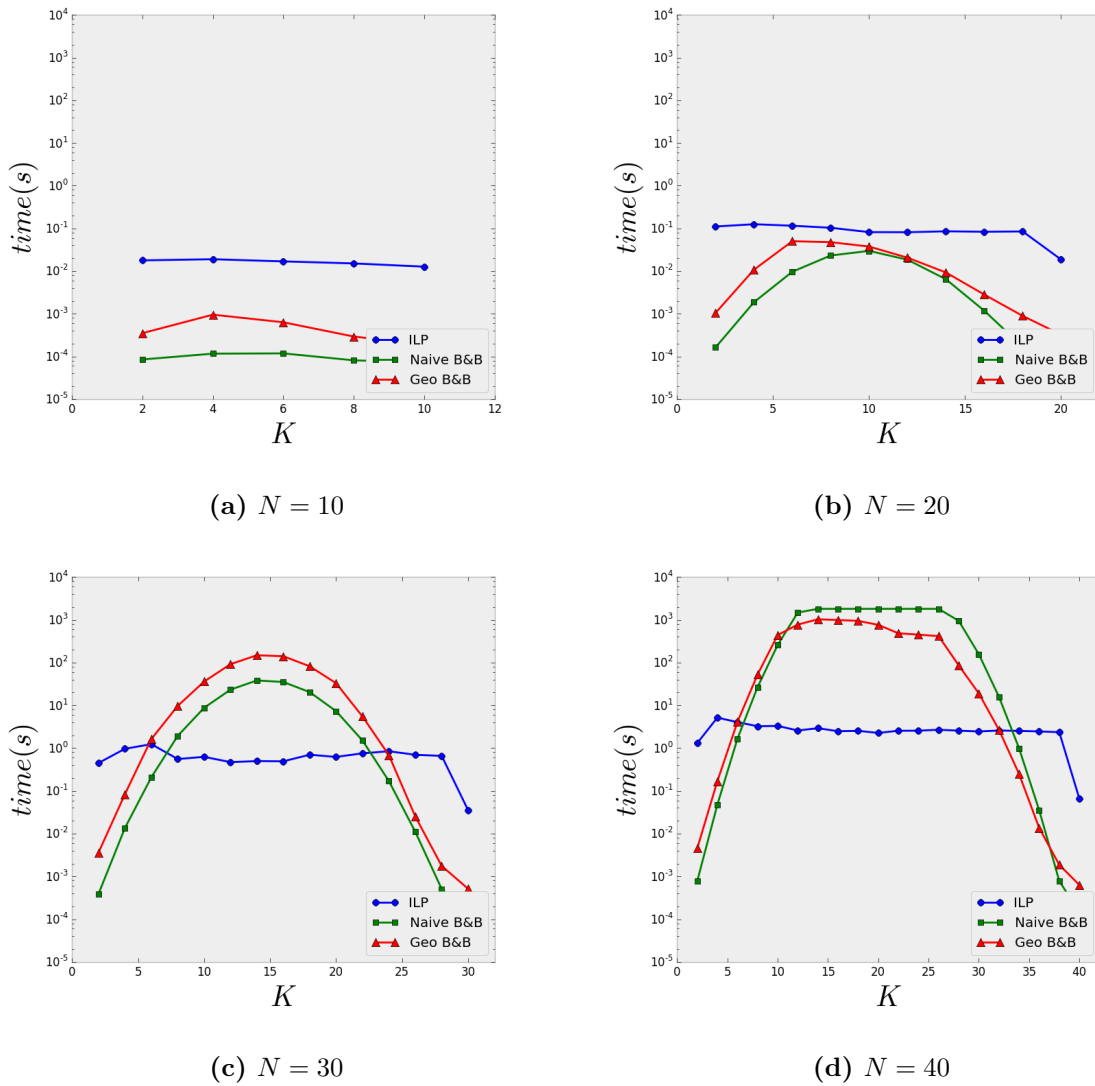 10^4
10^3
10^2
10^1
10^0
10^-1
10^-2
10^-3
10^-4
10^-5
time(s)
0 2 4 6 8 10 12
K
ILP
Naive B&B
Geo B&B
(a) N = 10
10^4
10^3
10^2
10^1
10^0
10^-1
10^-2
10^-3
10^-4
10^-5
time(s)
0 5 10 15 20
K
ILP
Naive B&B
Geo B&B
(b) N = 20
10^4
10^3
10^2
10^1
10^0
10^-1
10^-2
10^-3
10^-4
10^-5
time(s)
0 5 10 15 20 25 30
K
ILP
Naive B&B
Geo B&B
(c) N = 30
10^4
10^3
10^2
10^1
10^0
10^-1
10^-2
10^-3
10^-4
10^-5
time(s)
0 5 10 15 20 25 30 35 40
K
ILP
Naive B&B
Geo B&B
(d) N = 40